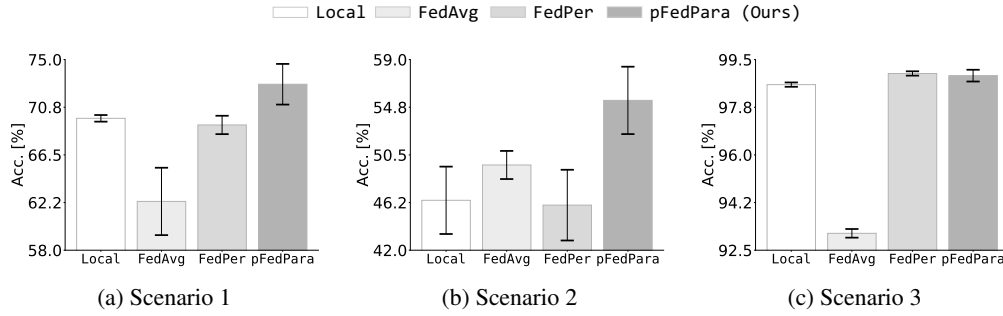 Local FedAvg FedPer pFedPara (Ours)
75.0
70.8
66.5
62.2
58.0
Acc. [%]
Local FedAvg FedPer pFedPara
(a) Scenario 1
59.0
54.8
50.5
46.2
42.0
Acc. [%]
Local FedAvg FedPer pFedPara
(b) Scenario 2
99.5
97.8
96.0
94.2
92.5
Acc. [%]
Local FedAvg FedPer pFedPara
(c) Scenario 3